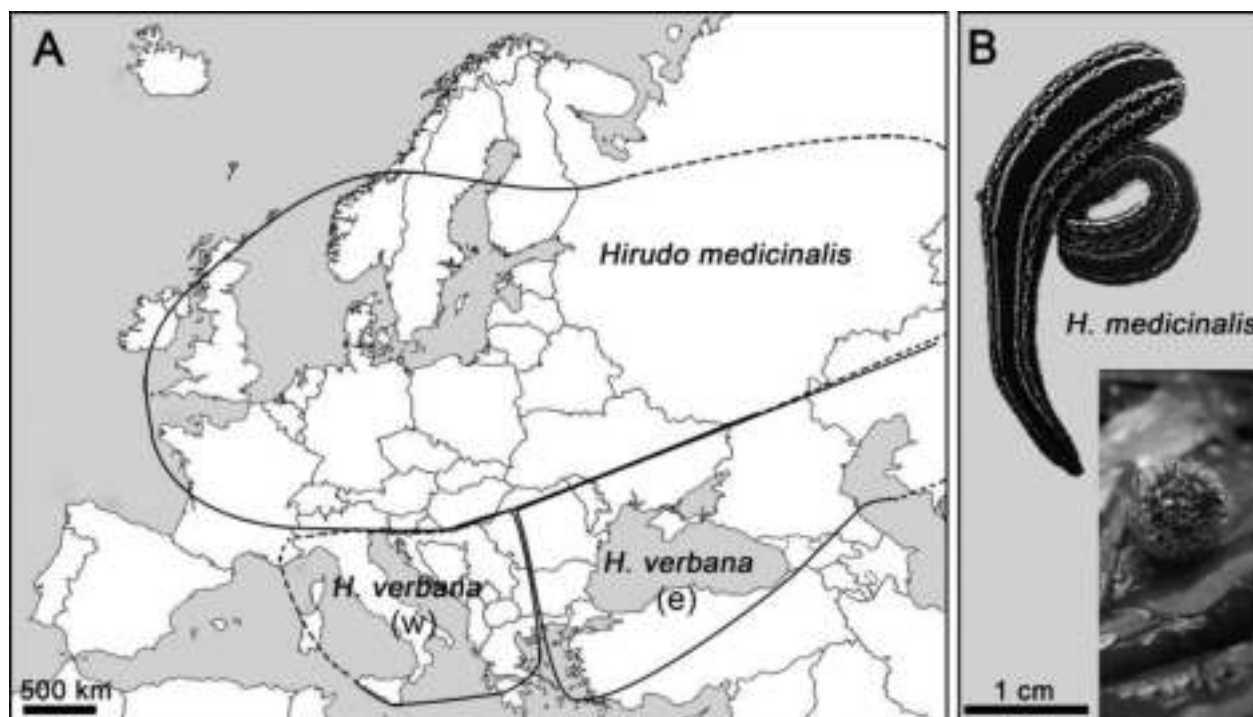 A
Hirudo medicinalis
H. verbana
(w)
H. verbana
(e)
500 km
B
H. medicinalis
1 cm